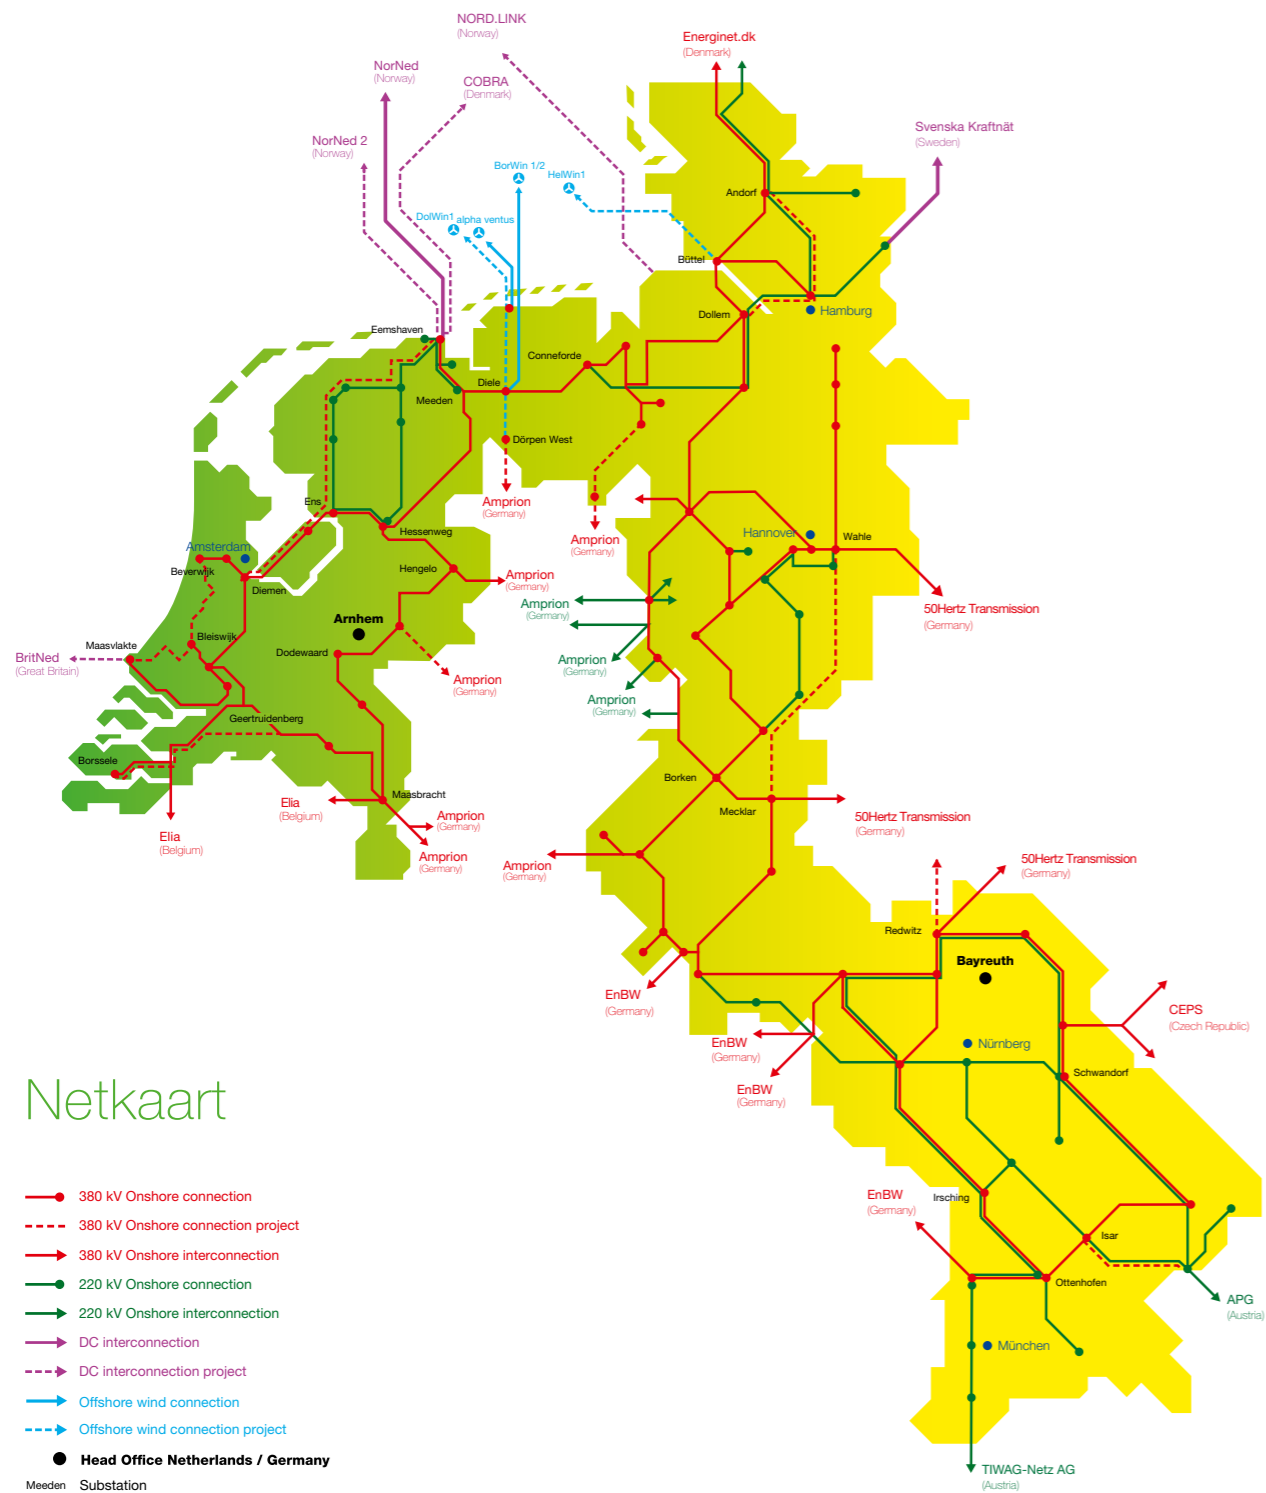 NORD.LINK
(Norway)
Energinet.dk
(Denmark)
NorNed
(Norway)
COBRA
(Denmark)
NorNed 2
(Norway)
Svenska Kraftnät
(Sweden)
BorWin 1/2
HelWin1
DolWin1
alpha ventus
Andorf
Büttel
Dollem
Hamburg
Eemshaven
Conneforde
Diele
Meeden
Dörpen West
Ens
Amprion
(Germany)
Amprion
(Germany)
Hessenweg
Hannover
Wahle
Amsterdam
Beverwijk
Diemen
Hengelo
Amprion
(Germany)
Amprion
(Germany)
50Hertz Transmission
(Germany)
Arnhem
Bleiswijk
Maasvlakte
Dodewaard
BritNed
(Great Britain)
Amprion
(Germany)
Amprion
(Germany)
Amprion
(Germany)
Geertruidenberg
Borssele
Borken
Mecklar
Maasbracht
Elia
(Belgium)
Amprion
(Germany)
50Hertz Transmission
(Germany)
Elia
(Belgium)
Amprion
(Germany)
Amprion
(Germany)
50Hertz Transmission
(Germany)
Redwitz
Bayreuth
EnBW
(Germany)
CEPS
(Czech Republic)
EnBW
(Germany)
Nürnberg
Schwandorf
EnBW
(Germany)
Netkaart
EnBW
(Germany)
Irsching
Isar
Ottenhofen
APG
(Austria)
München
TIWAG-Netz AG
(Austria)
380 kV Onshore connection
380 kV Onshore connection project
380 kV Onshore interconnection
220 kV Onshore connection
220 kV Onshore interconnection
DC interconnection
DC interconnection project
Offshore wind connection
Offshore wind connection project
Head Office Netherlands / Germany
Meeden Substation